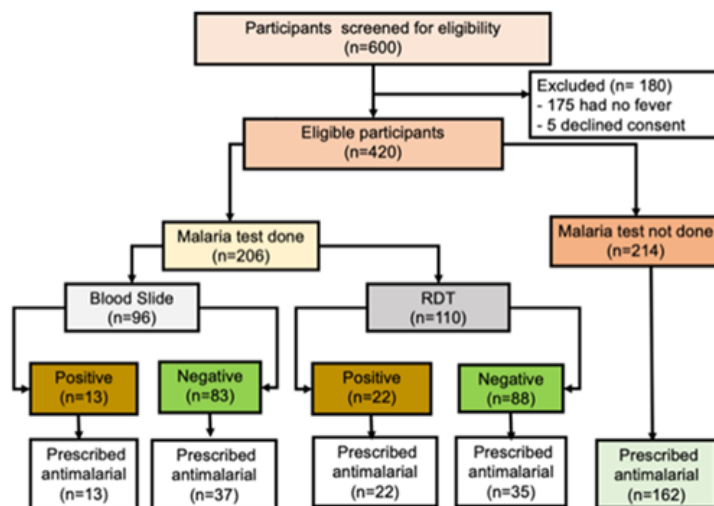 Participants screened for eligibility
(n=600)
Excluded (n= 180)
- 175 had no fever
- 5 declined consent
Eligible participants
(n=420)
Malaria test done
(n=206)
Malaria test not done
(n=214)
Blood Slide
(n=96)
RDT
(n=110)
Positive
(n=13)
Negative
(n=83)
Positive
(n=22)
Negative
(n=88)
Prescribed
antimalarial
(n=13)
Prescribed
antimalarial
(n=37)
Prescribed
antimalarial
(n=22)
Prescribed
antimalarial
(n=35)
Prescribed
antimalarial
(n=162)